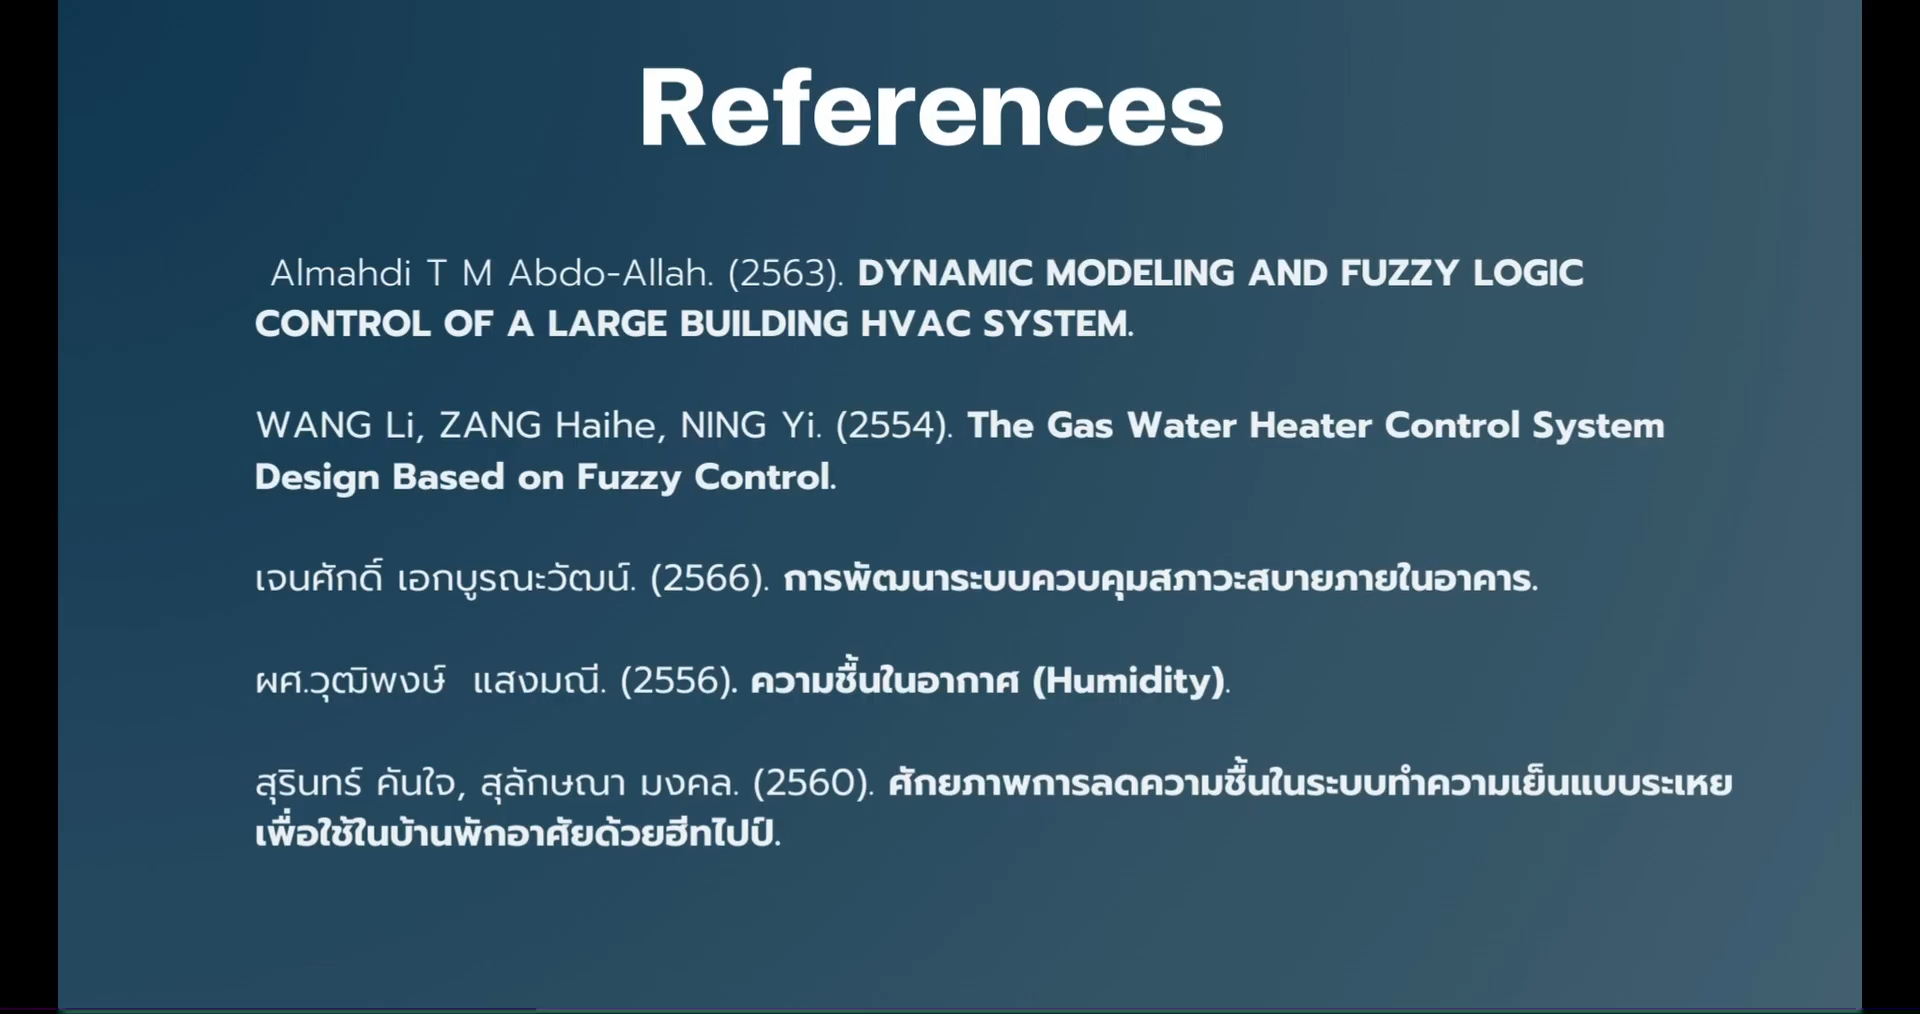 References
Almahdi T M Abdo-Allah. (2563). DYNAMIC MODELING AND FUZZY LOGIC
CONTROL OF A LARGE BUILDING HVAC SYSTEM.
WANG Li, ZANG Haihe, NING Yi. (2554). The Gas Water Heater Control System
Design Based on Fuzzy Control.
เจนศักดิ์ เอกบูรณะวัฒน์. (2566). การพัฒนาระบบควบคุมสภาวะสบายภายในอาคาร.
ผศ.วุฒิพงษ์ แสงมณี. (2556). ความชื้นในอากาศ (Humidity).
สุรินทร์ คันใจ, สุลักษณา มงคล. (2560). ศักยภาพการลดความชื้นในระบบทำความเย็นแบบระเหย
เพื่อใช้ในบ้านพักอาศัยด้วยฮีทไปป์.